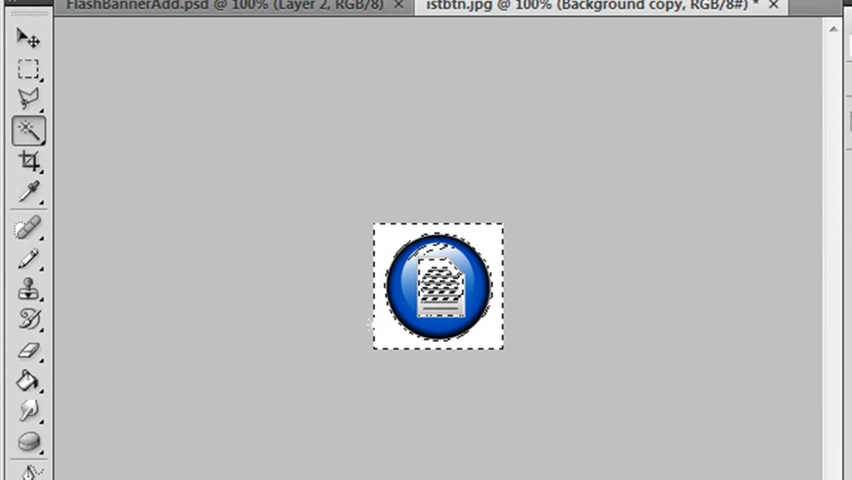 FlashBannerAdd.psd @ 100% (Layer 2, RGB/8)
istbtn.jpg @ 100% (Background copy, RGB/8#) *